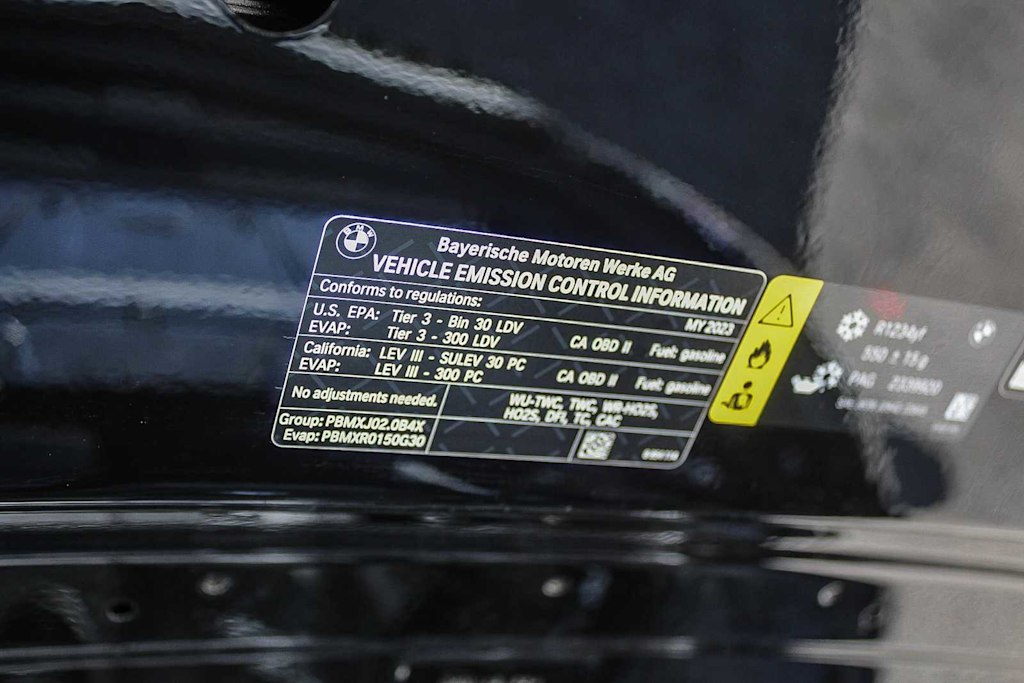 BMW
Bayerische Motoren Werke AG
VEHICLE EMISSION CONTROL INFORMATION
Conforms to regulations:
MY 2023
U.S. EPA: Tier 3 - Bin 30 LDV
EVAP: Tier 3 - 300 LDV
CA OBD II Fuel: gasoline
California: LEV III - SULEV 30 PC
EVAP: LEV III - 300 PC
CA OBD II Fuel: gasoline
No adjustments needed.
WU-TWC, TWC, WR-HO2S,
HO2S, DFI, TC, CAC
Group: PBMXJ02.0B4X
Evap: PBMXR0150G30
R1234yf
550 ± 15 g
PAG